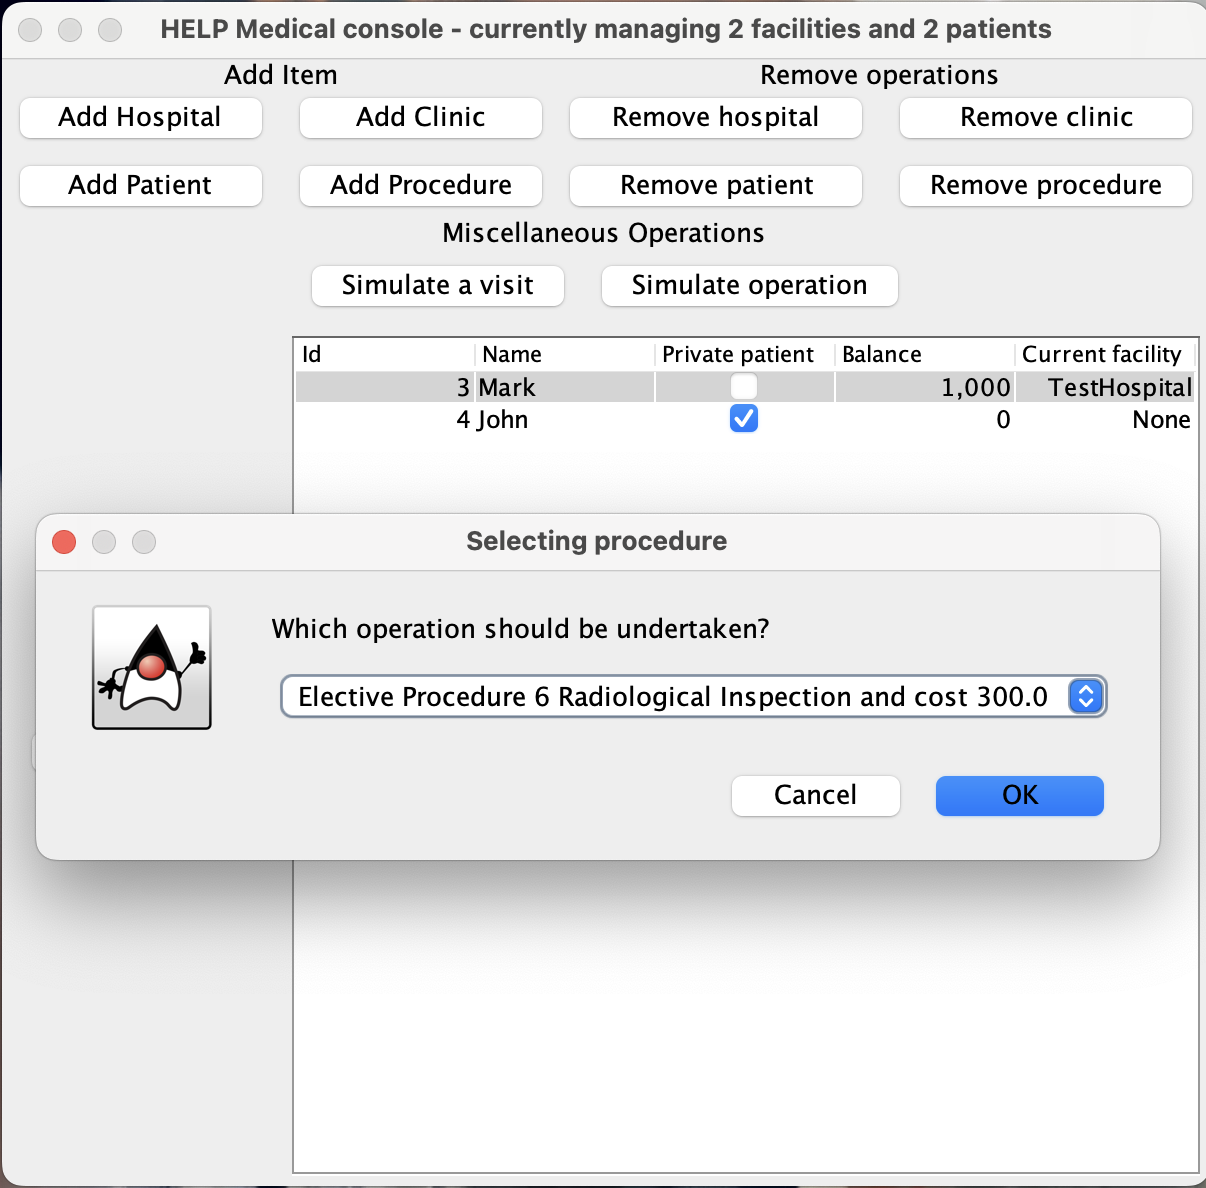 HELP Medical console - currently managing 2 facilities and 2 patients
Add Item Remove operations
Add Hospital Add Clinic Remove hospital Remove clinic
Add Patient Add Procedure Remove patient Remove procedure
Miscellaneous Operations
Simulate a visit Simulate operation
Id Name Private patient Balance Current facility
3 Mark 1,000 TestHospital
4 John 0 None
Selecting procedure
Which operation should be undertaken?
Elective Procedure 6 Radiological Inspection and cost 300.0
Cancel OK